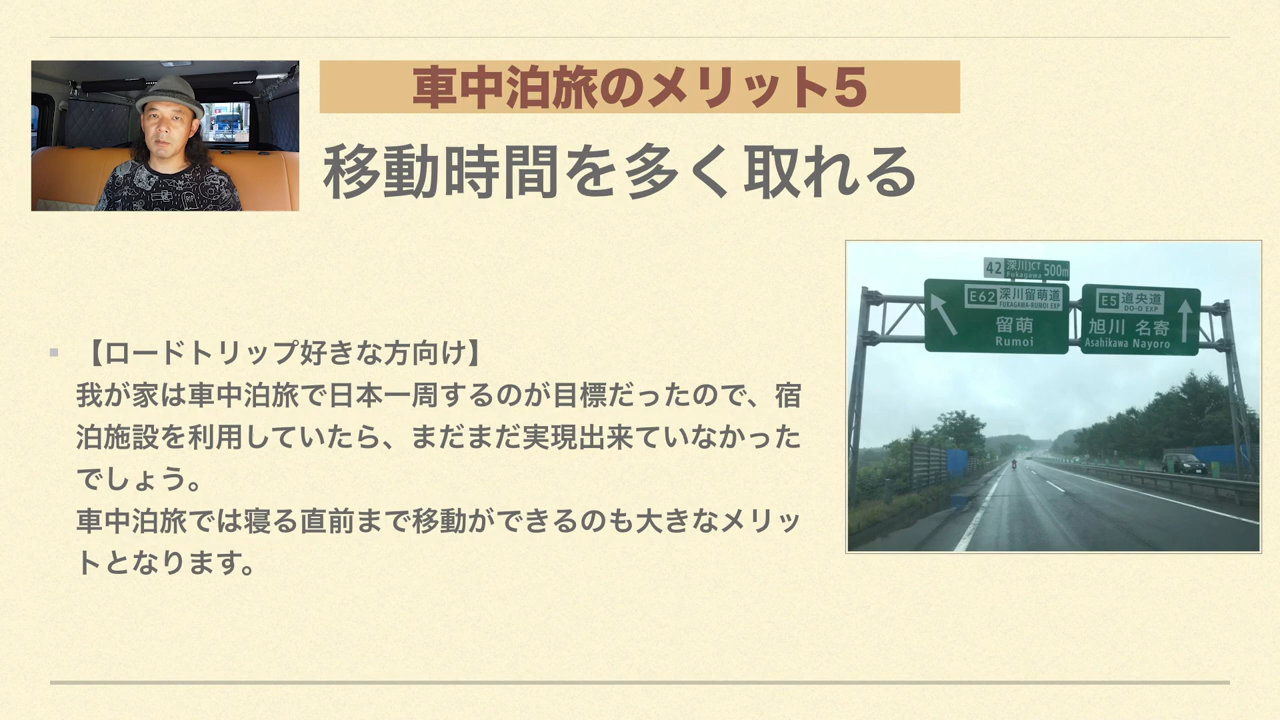 車中泊旅のメリット5
移動時間を多く取れる
【ロードトリップ好きな方向け】
我が家は車中泊旅で日本一周するのが目標だったので、宿
泊施設を利用していたら、まだまだ実現出来ていなかった
でしょう。
車中泊旅では寝る直前まで移動ができるのも大きなメリッ
トとなります。
42 深川JCT 500m
Fukagawa
E62 深川留萌道
FUKAGAWA-RUMOI EXP
留萌
Rumoi
E5 道央道
DO-O EXP
旭川 名寄
Asahikawa Nayoro